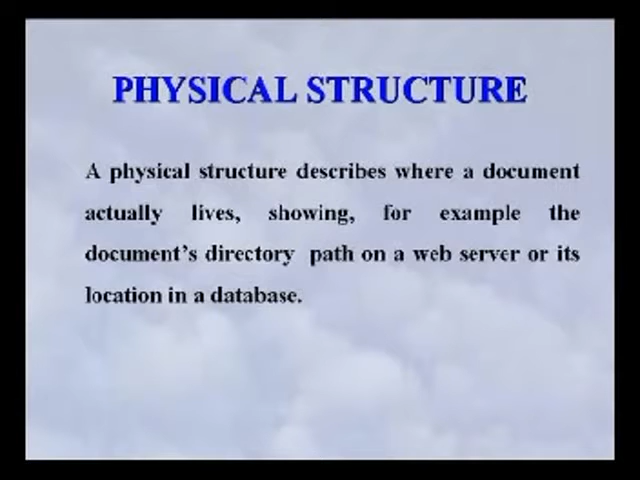 PHYSICAL STRUCTURE
A physical structure describes where a document
actually lives, showing, for example the
document's directory path on a web server or its
location in a database.